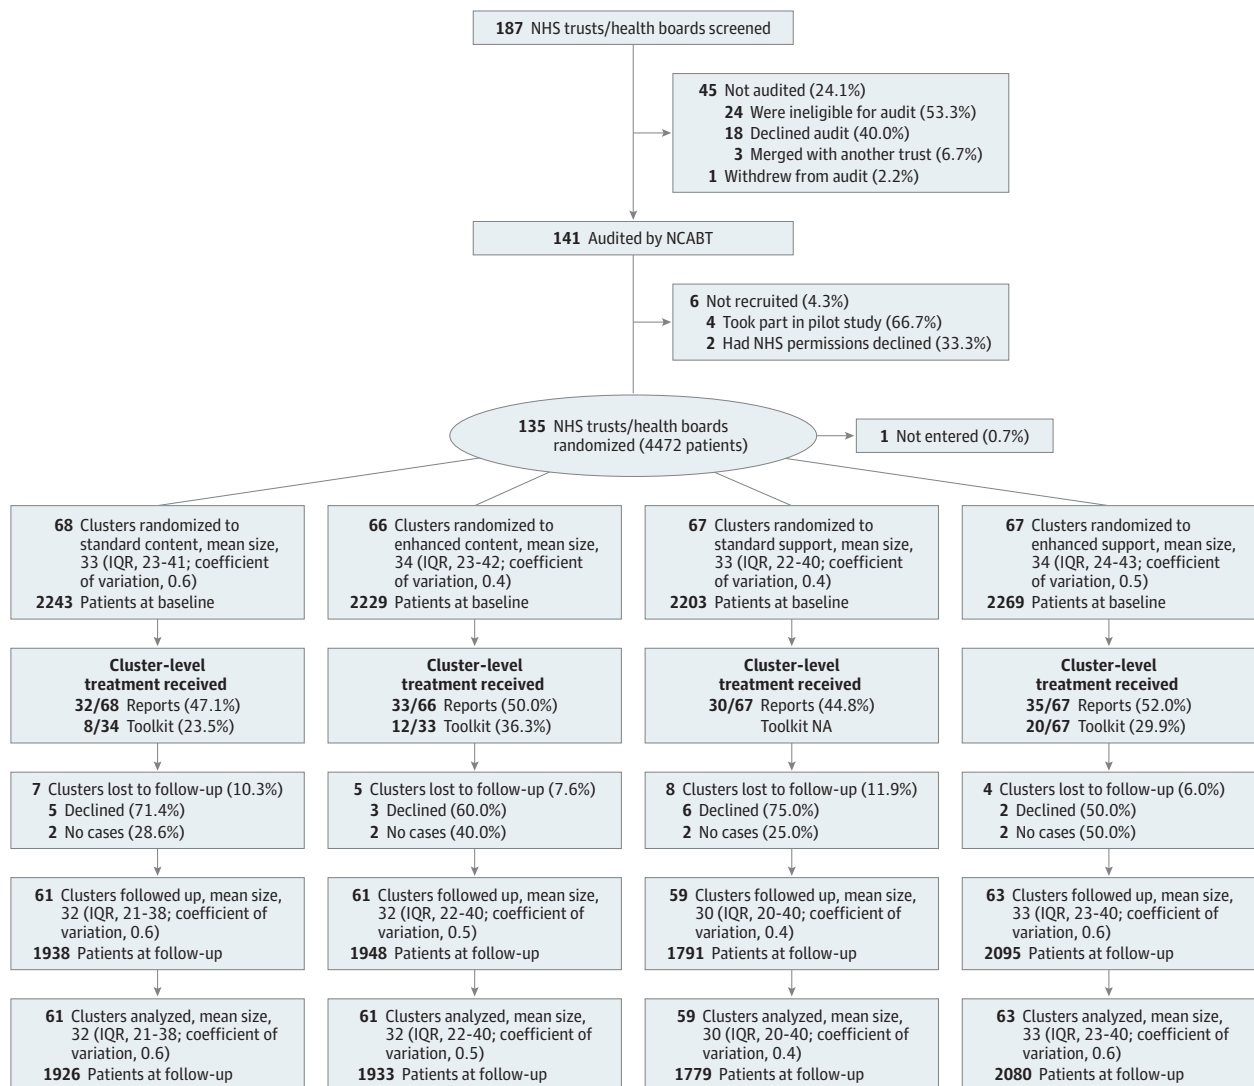 187 NHS trusts/health boards screened
45 Not audited (24.1%)
24 Were ineligible for audit (53.3%)
18 Declined audit (40.0%)
3 Merged with another trust (6.7%)
1 Withdrew from audit (2.2%)
141 Audited by NCABT
6 Not recruited (4.3%)
4 Took part in pilot study (66.7%)
2 Had NHS permissions declined (33.3%)
135 NHS trusts/health boards
randomized (4472 patients)
1 Not entered (0.7%)
68 Clusters randomized to
standard content, mean size,
33 (IQR, 23-41; coefficient
of variation, 0.6)
2243 Patients at baseline
66 Clusters randomized to
enhanced content, mean size,
34 (IQR, 23-42; coefficient
of variation, 0.4)
2229 Patients at baseline
67 Clusters randomized to
standard support, mean size,
33 (IQR, 22-40; coefficient
of variation, 0.4)
2203 Patients at baseline
67 Clusters randomized to
enhanced support, mean size,
34 (IQR, 24-43; coefficient
of variation, 0.5)
2269 Patients at baseline
Cluster-level
treatment received
32/68 Reports (47.1%)
8/34 Toolkit (23.5%)
Cluster-level
treatment received
33/66 Reports (50.0%)
12/33 Toolkit (36.3%)
Cluster-level
treatment received
30/67 Reports (44.8%)
Toolkit NA
Cluster-level
treatment received
35/67 Reports (52.0%)
20/67 Toolkit (29.9%)
7 Clusters lost to follow-up (10.3%)
5 Declined (71.4%)
2 No cases (28.6%)
5 Clusters lost to follow-up (7.6%)
3 Declined (60.0%)
2 No cases (40.0%)
8 Clusters lost to follow-up (11.9%)
6 Declined (75.0%)
2 No cases (25.0%)
4 Clusters lost to follow-up (6.0%)
2 Declined (50.0%)
2 No cases (50.0%)
61 Clusters followed up, mean size,
32 (IQR, 21-38; coefficient of
variation, 0.6)
1938 Patients at follow-up
61 Clusters followed up, mean size,
32 (IQR, 22-40; coefficient of
variation, 0.5)
1948 Patients at follow-up
59 Clusters followed up, mean size,
30 (IQR, 20-40; coefficient of
variation, 0.4)
1791 Patients at follow-up
63 Clusters followed up, mean size,
33 (IQR, 23-40; coefficient of
variation, 0.6)
2095 Patients at follow-up
61 Clusters analyzed, mean size,
32 (IQR, 21-38; coefficient of
variation, 0.6)
1926 Patients at follow-up
61 Clusters analyzed, mean size,
32 (IQR, 22-40; coefficient of
variation, 0.5)
1933 Patients at follow-up
59 Clusters analyzed, mean size,
30 (IQR, 20-40; coefficient of
variation, 0.4)
1779 Patients at follow-up
63 Clusters analyzed, mean size,
33 (IQR, 23-40; coefficient of
variation, 0.6)
2080 Patients at follow-up